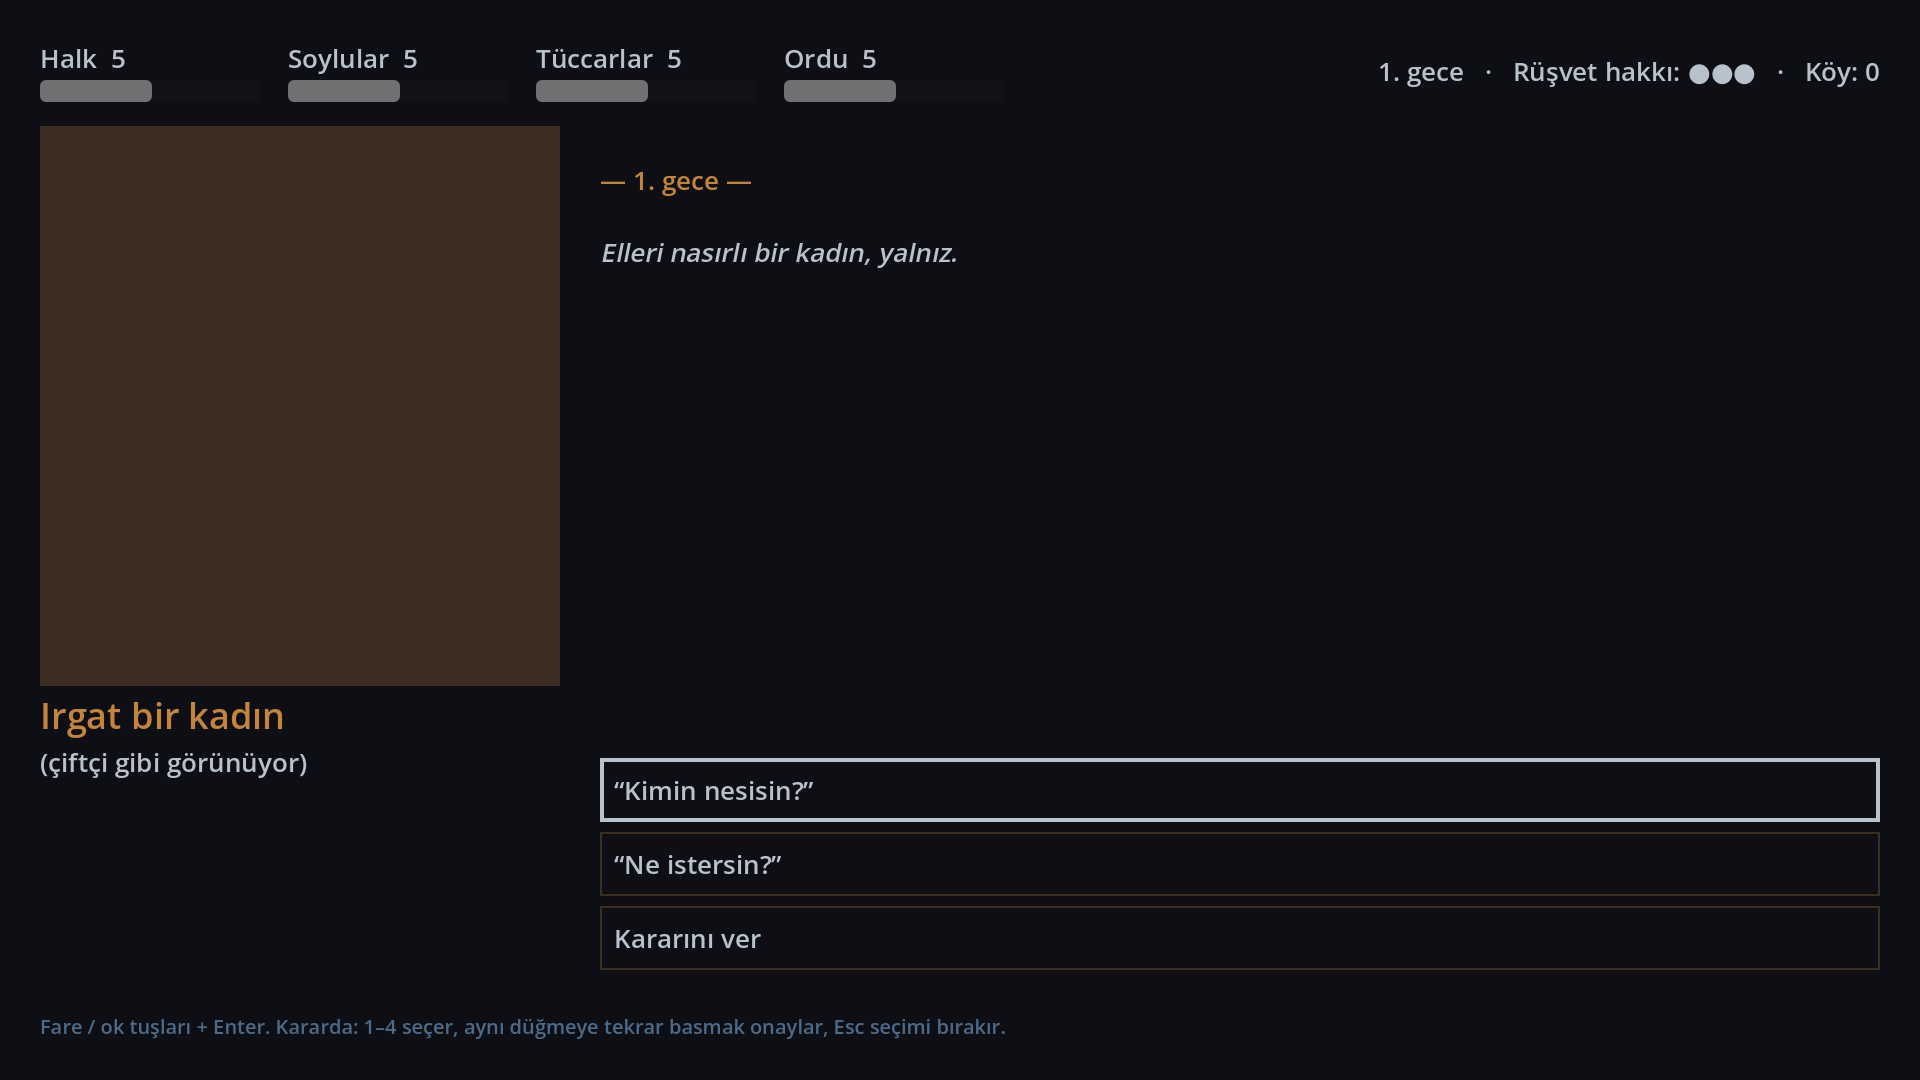 Halk 5
Soylular 5
Tüccarlar 5
Ordu 5
1. gece · Rüşvet hakkı: ●●● · Köy: 0
— 1. gece —
Elleri nasırlı bir kadın, yalnız.
Irgat bir kadın
(çiftçi gibi görünüyor)
“Kimin nesisin?”
“Ne istersin?”
Kararını ver
Fare / ok tuşları + Enter. Kararda: 1–4 seçer, aynı düğmeye tekrar basmak onaylar, Esc seçimi bırakır.